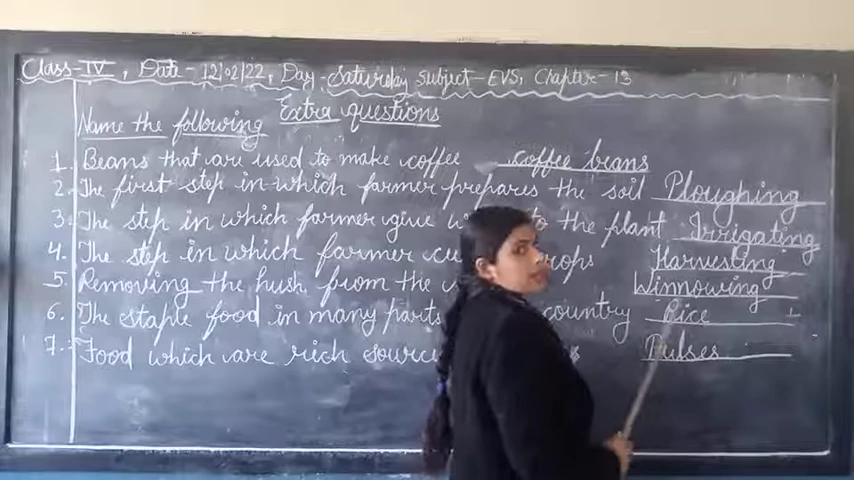 Class-IV, Date-12/02/22, Day-Saturday Subject-EVS, Chapter-13
Extra questions
Name the following
1. Beans that are used to make coffee coffee beans
2. The first step in which farmer prepares the soil Ploughing
3. The step in which farmer give to the plant Irrigating
4. The step in which farmer Harvesting
5. Removing the husk from the Winnowing
6. The staple food in many parts country Rice
7. Food which are rich source Pulses